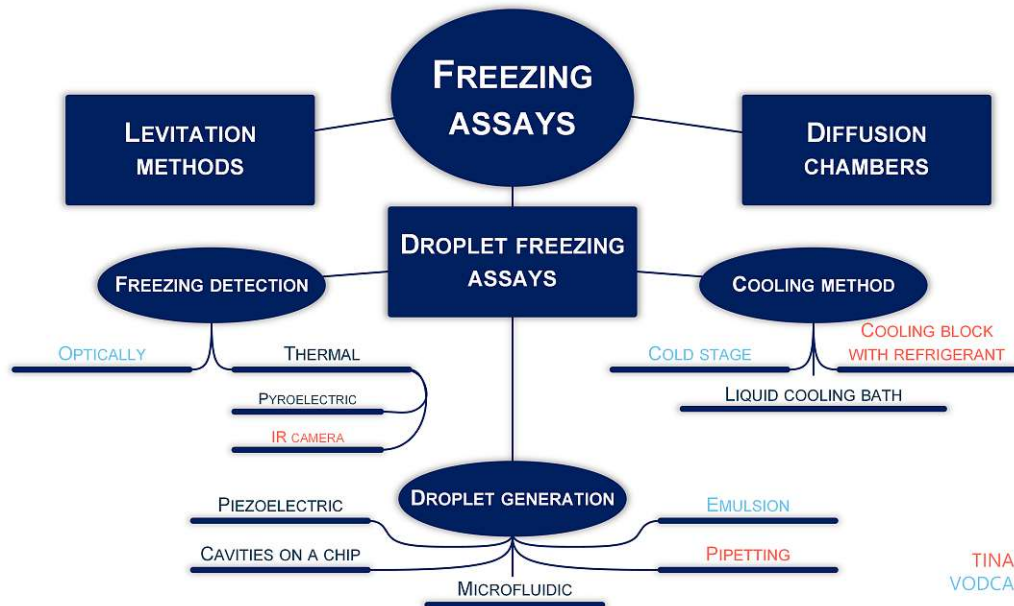 FREEZING
ASSAYS
LEVITATION
METHODS
DIFFUSION
CHAMBERS
DROPLET FREEZING
ASSAYS
FREEZING DETECTION
COOLING METHOD
OPTICALLY
THERMAL
PYROELECTRIC
IR CAMERA
COLD STAGE
COOLING BLOCK
WITH REFRIGERANT
LIQUID COOLING BATH
DROPLET GENERATION
PIEZOELECTRIC
CAVITIES ON A CHIP
MICROFLUIDIC
EMULSION
PIPETTING
TINA
VODCA